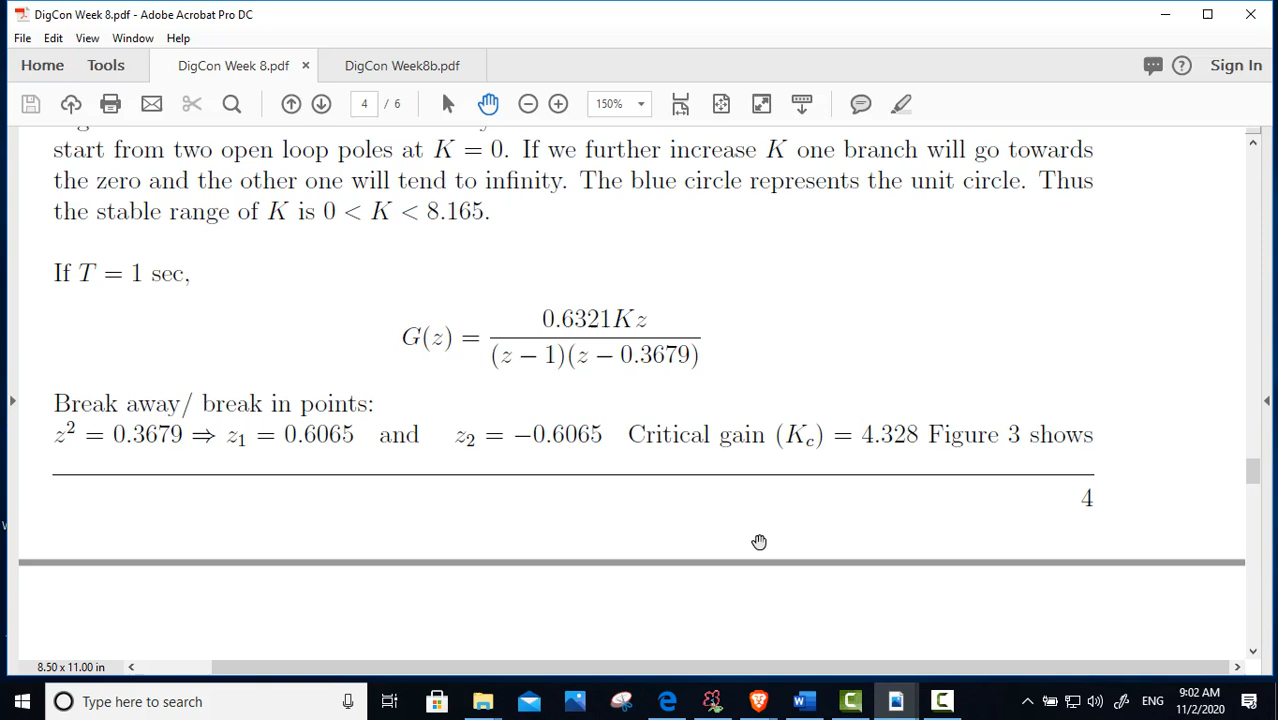 DigCon Week 8.pdf - Adobe Acrobat Pro DC
File Edit View Window Help
Home Tools DigCon Week 8.pdf × DigCon Week8b.pdf Sign In
4 / 6 150%
start from two open loop poles at K = 0. If we further increase K one branch will go towards
the zero and the other one will tend to infinity. The blue circle represents the unit circle. Thus
the stable range of K is 0 < K < 8.165.
If T = 1 sec,
G(z) = 0.6321Kz / (z − 1)(z − 0.3679)
Break away/ break in points:
z² = 0.3679 ⇒ z₁ = 0.6065 and z₂ = −0.6065 Critical gain (K_c) = 4.328 Figure 3 shows
4
8.50 x 11.00 in
Type here to search
ENG
9:02 AM
11/2/2020